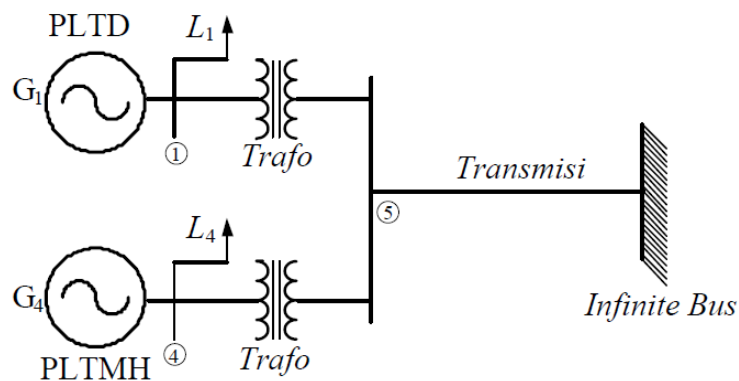 PLTD
L1
G1
①
Trafo
Transmisi
⑤
L4
G4
④
Trafo
PLTMH
Infinite Bus